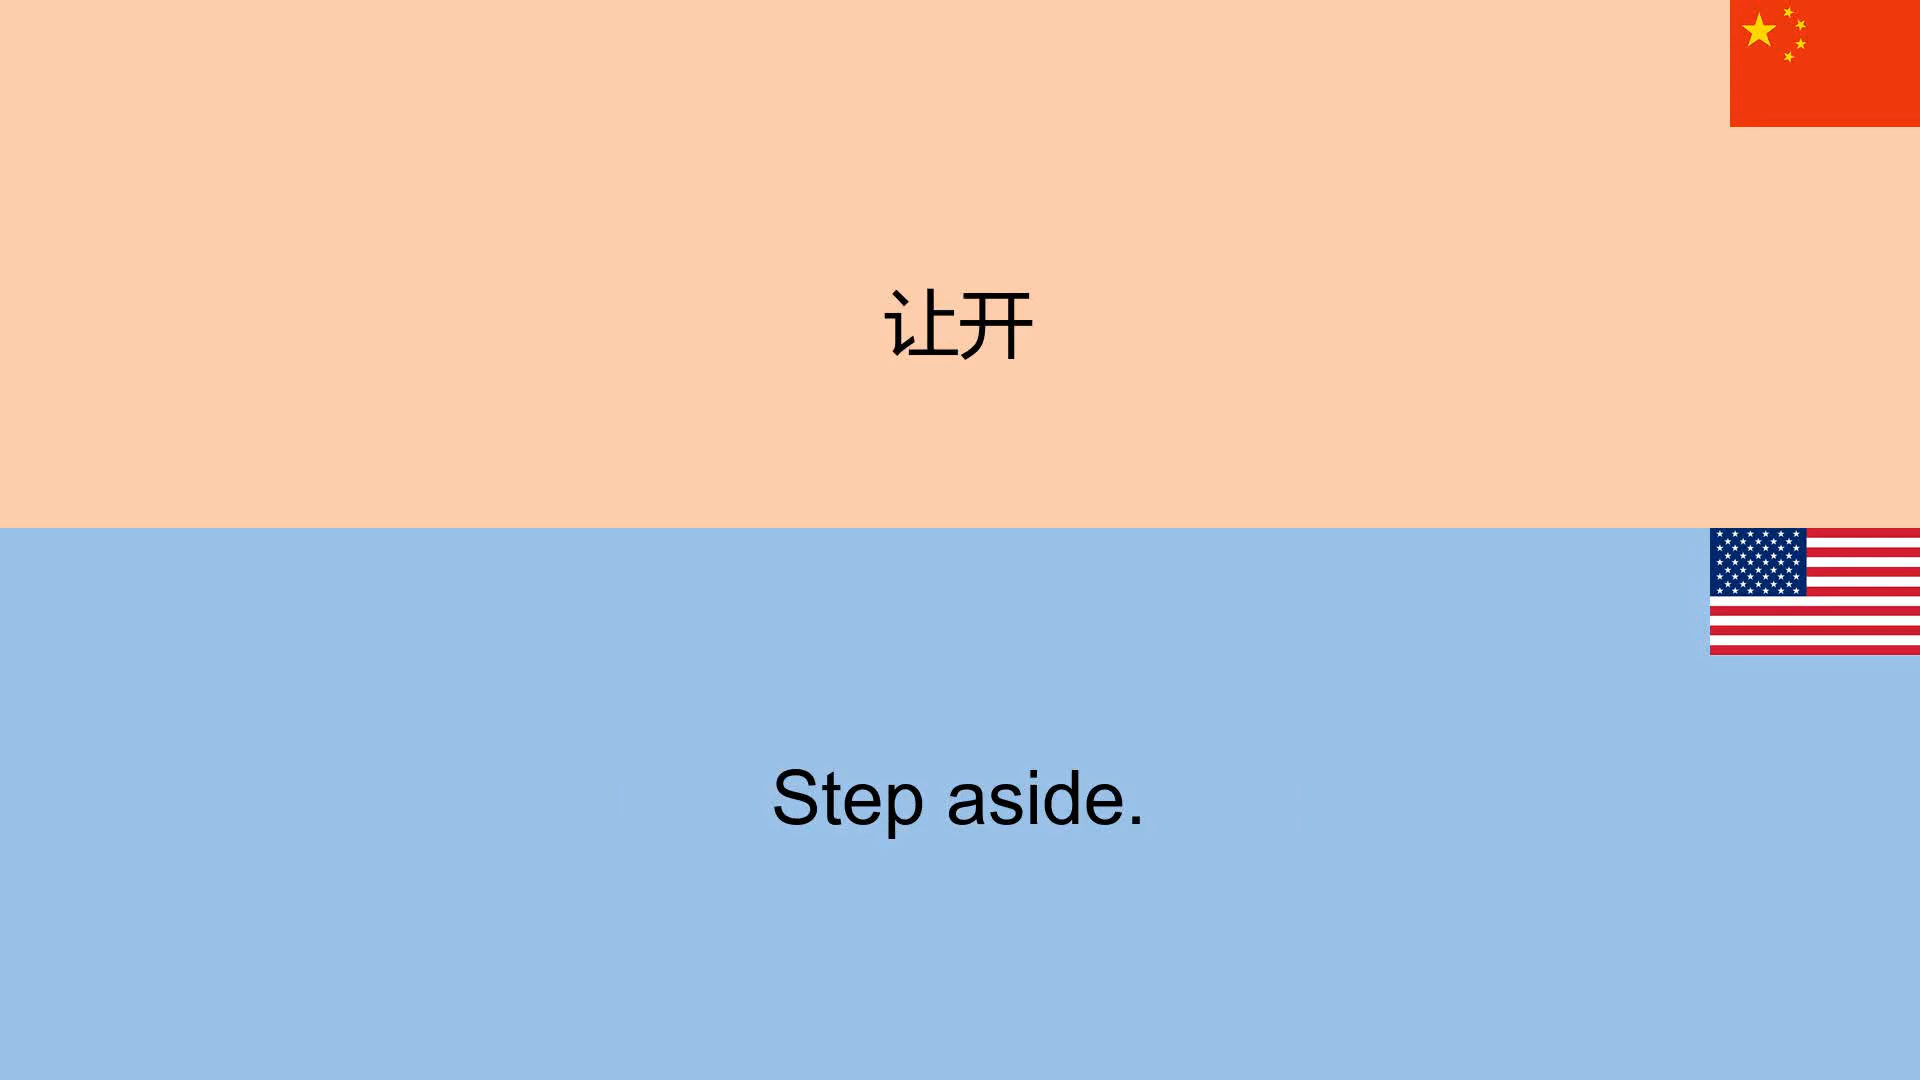 让开
Step aside.